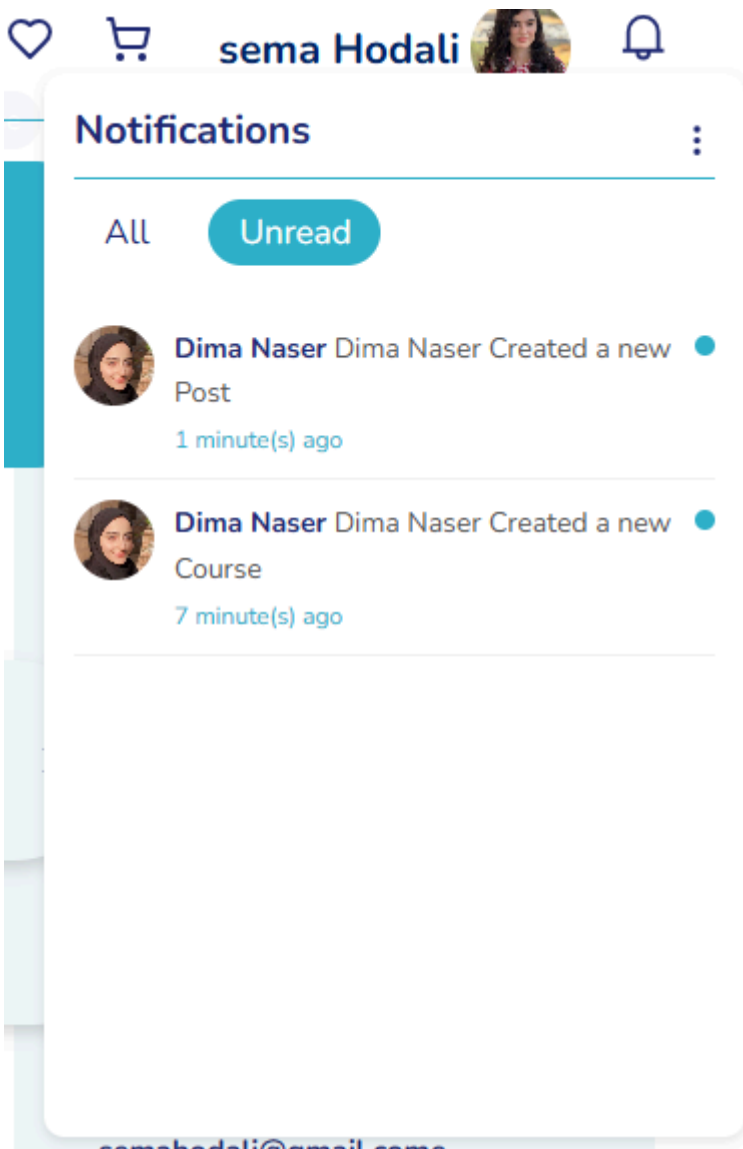 sema Hodali
Notifications
All
Unread
Dima Naser Dima Naser Created a new
Post
1 minute(s) ago
Dima Naser Dima Naser Created a new
Course
7 minute(s) ago